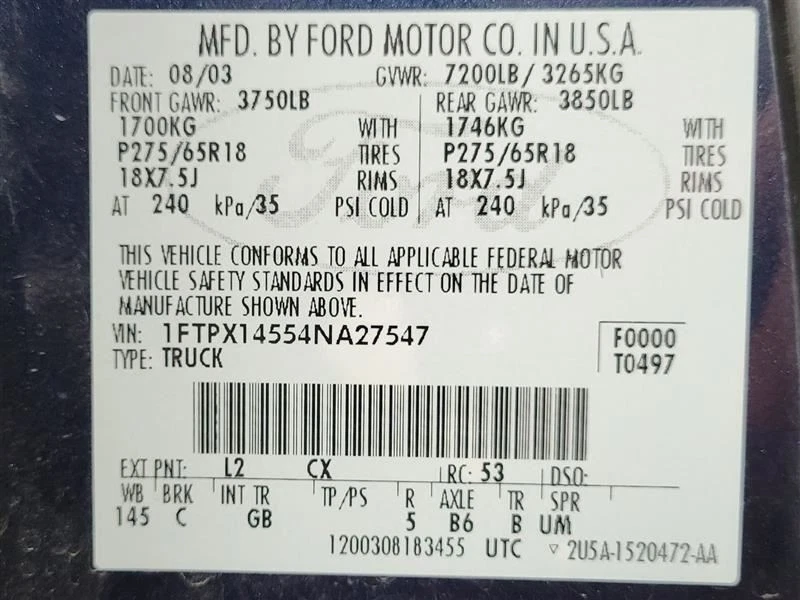 MFD. BY FORD MOTOR CO. IN U.S.A.
DATE: 08/03 GVWR: 7200LB/ 3265KG
FRONT GAWR: 3750LB REAR GAWR: 3850LB
1700KG WITH 1746KG WITH
P275/65R18 TIRES P275/65R18 TIRES
18X7.5J RIMS 18X7.5J RIMS
AT 240 kPa/35 PSI COLD AT 240 kPa/35 PSI COLD
Ford
THIS VEHICLE CONFORMS TO ALL APPLICABLE FEDERAL MOTOR
VEHICLE SAFETY STANDARDS IN EFFECT ON THE DATE OF
MANUFACTURE SHOWN ABOVE.
VIN: 1FTPX14554NA27547 F0000
TYPE: TRUCK T0497
EXT PNT: L2 CX RC: 53 DSO:
WB BRK INT TR TP/PS R AXLE TR SPR
145 C GB 5 B6 B UM
1200308183455 UTC ▽ 2U5A-1520472-AA